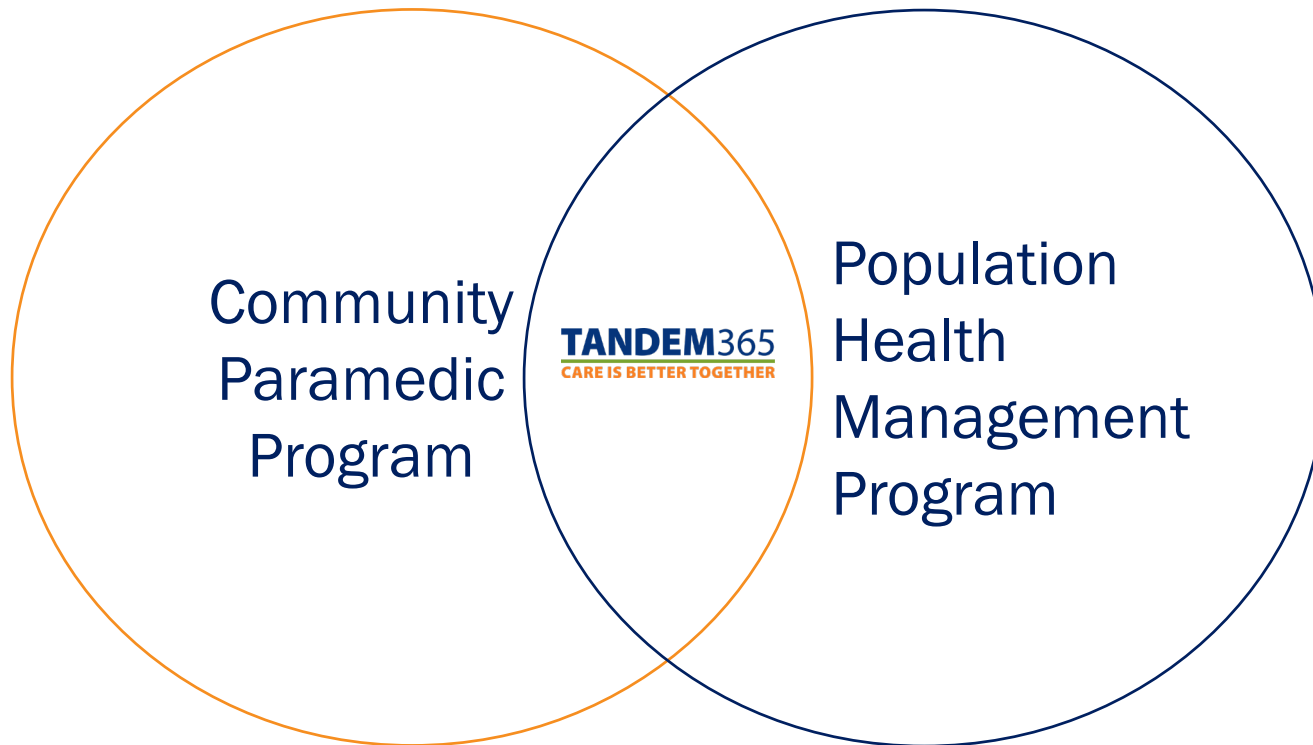 Community
Paramedic
Program
TANDEM365
CARE IS BETTER TOGETHER
Population
Health
Management
Program